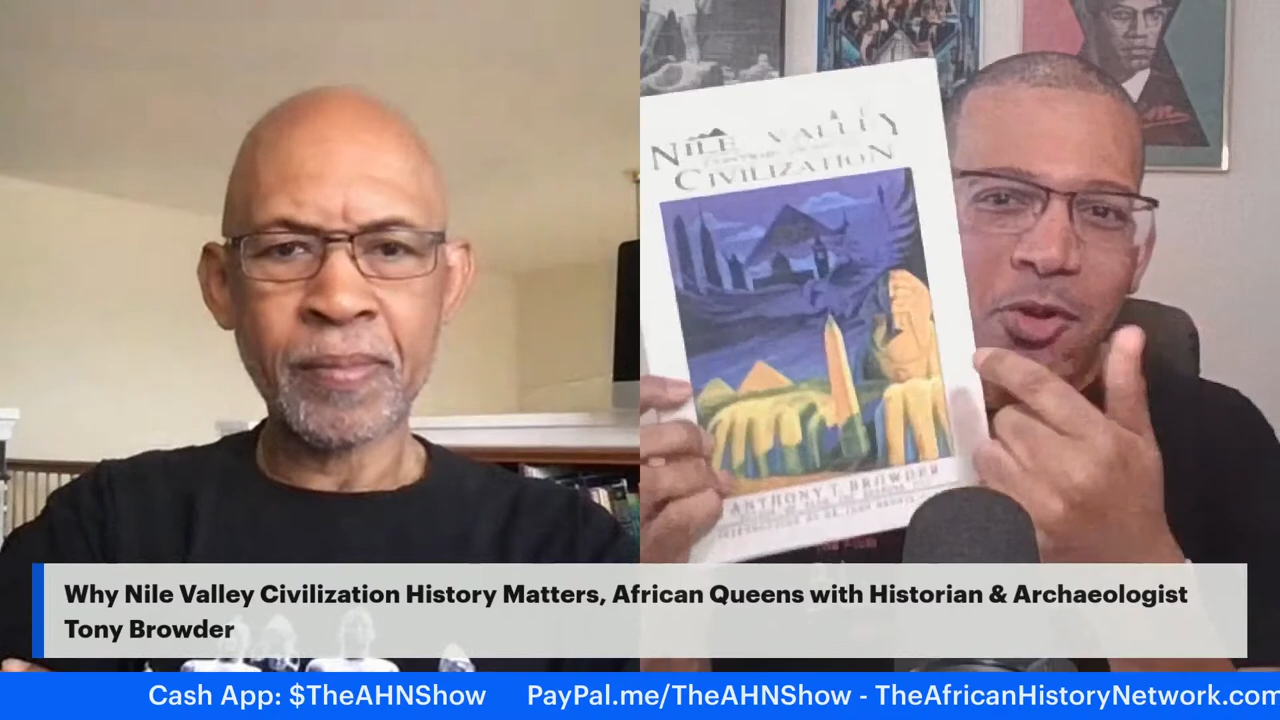 NILE VALLEY
CIVILIZATION
ANTHONY T. BROWDER
Why Nile Valley Civilization History Matters, African Queens with Historian & Archaeologist
Tony Browder
Cash App: $TheAHNShow PayPal.me/TheAHNShow - TheAfricanHistoryNetwork.com